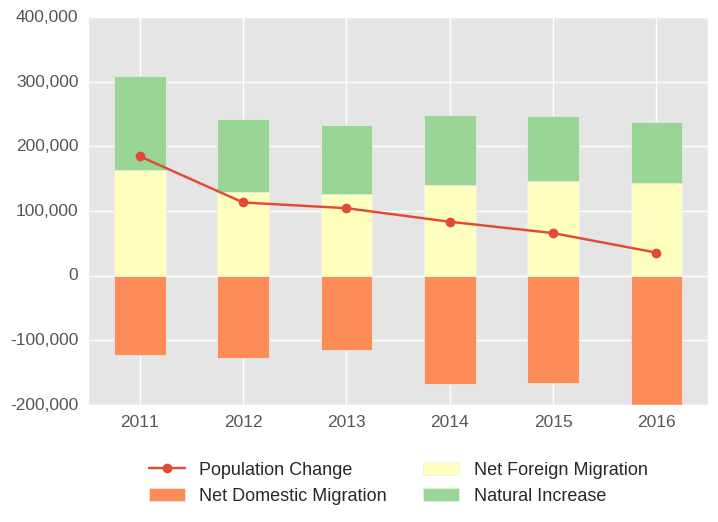 400,000
300,000
200,000
100,000
0
-100,000
-200,000
2011 2012 2013 2014 2015 2016
Population Change Net Foreign Migration
Net Domestic Migration Natural Increase